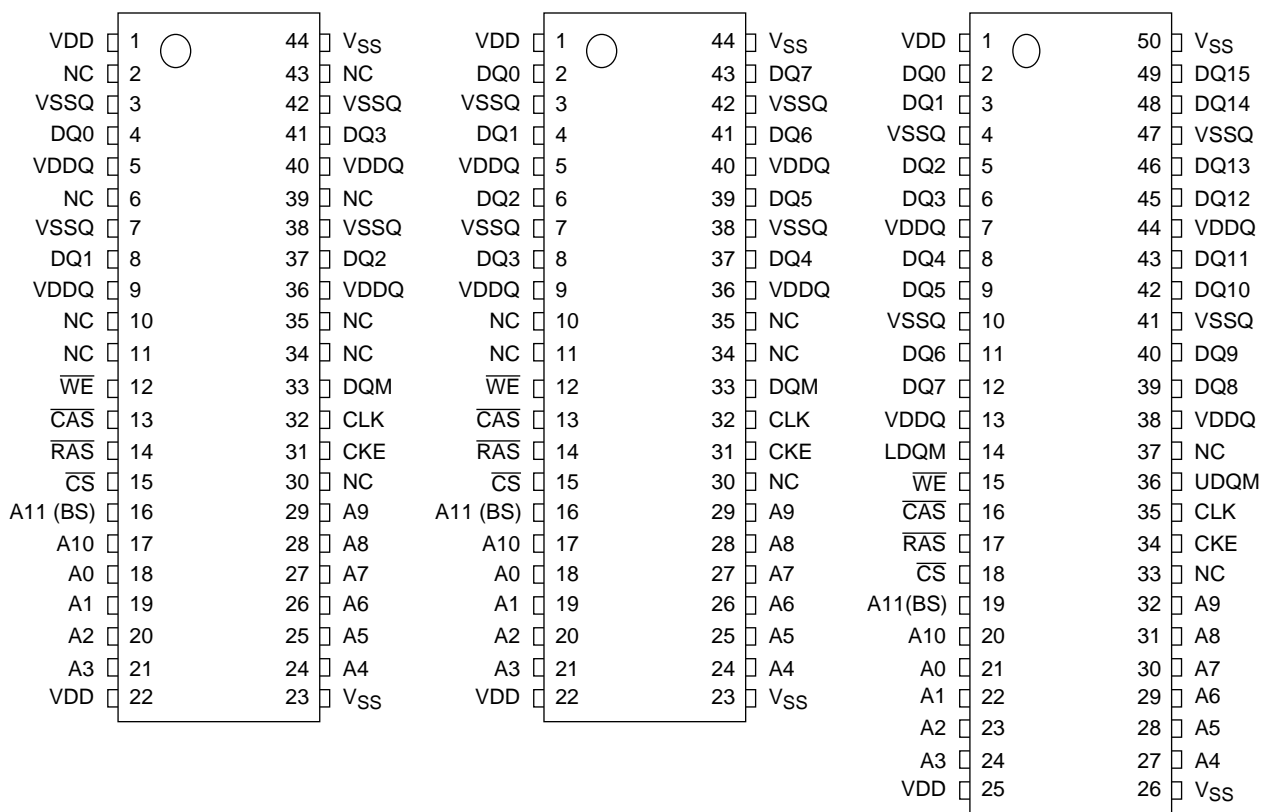 VDD 1 44 VSS
NC 2 43 NC
VSSQ 3 42 VSSQ
DQ0 4 41 DQ3
VDDQ 5 40 VDDQ
NC 6 39 NC
VSSQ 7 38 VSSQ
DQ1 8 37 DQ2
VDDQ 9 36 VDDQ
NC 10 35 NC
NC 11 34 NC
W̅E̅ 12 33 DQM
C̅A̅S̅ 13 32 CLK
R̅A̅S̅ 14 31 CKE
C̅S̅ 15 30 NC
A11 (BS) 16 29 A9
A10 17 28 A8
A0 18 27 A7
A1 19 26 A6
A2 20 25 A5
A3 21 24 A4
VDD 22 23 VSS
VDD 1 44 VSS
DQ0 2 43 DQ7
VSSQ 3 42 VSSQ
DQ1 4 41 DQ6
VDDQ 5 40 VDDQ
DQ2 6 39 DQ5
VSSQ 7 38 VSSQ
DQ3 8 37 DQ4
VDDQ 9 36 VDDQ
NC 10 35 NC
NC 11 34 NC
W̅E̅ 12 33 DQM
C̅A̅S̅ 13 32 CLK
R̅A̅S̅ 14 31 CKE
C̅S̅ 15 30 NC
A11 (BS) 16 29 A9
A10 17 28 A8
A0 18 27 A7
A1 19 26 A6
A2 20 25 A5
A3 21 24 A4
VDD 22 23 VSS
VDD 1 50 VSS
DQ0 2 49 DQ15
DQ1 3 48 DQ14
VSSQ 4 47 VSSQ
DQ2 5 46 DQ13
DQ3 6 45 DQ12
VDDQ 7 44 VDDQ
DQ4 8 43 DQ11
DQ5 9 42 DQ10
VSSQ 10 41 VSSQ
DQ6 11 40 DQ9
DQ7 12 39 DQ8
VDDQ 13 38 VDDQ
LDQM 14 37 NC
W̅E̅ 15 36 UDQM
C̅A̅S̅ 16 35 CLK
R̅A̅S̅ 17 34 CKE
C̅S̅ 18 33 NC
A11(BS) 19 32 A9
A10 20 31 A8
A0 21 30 A7
A1 22 29 A6
A2 23 28 A5
A3 24 27 A4
VDD 25 26 VSS